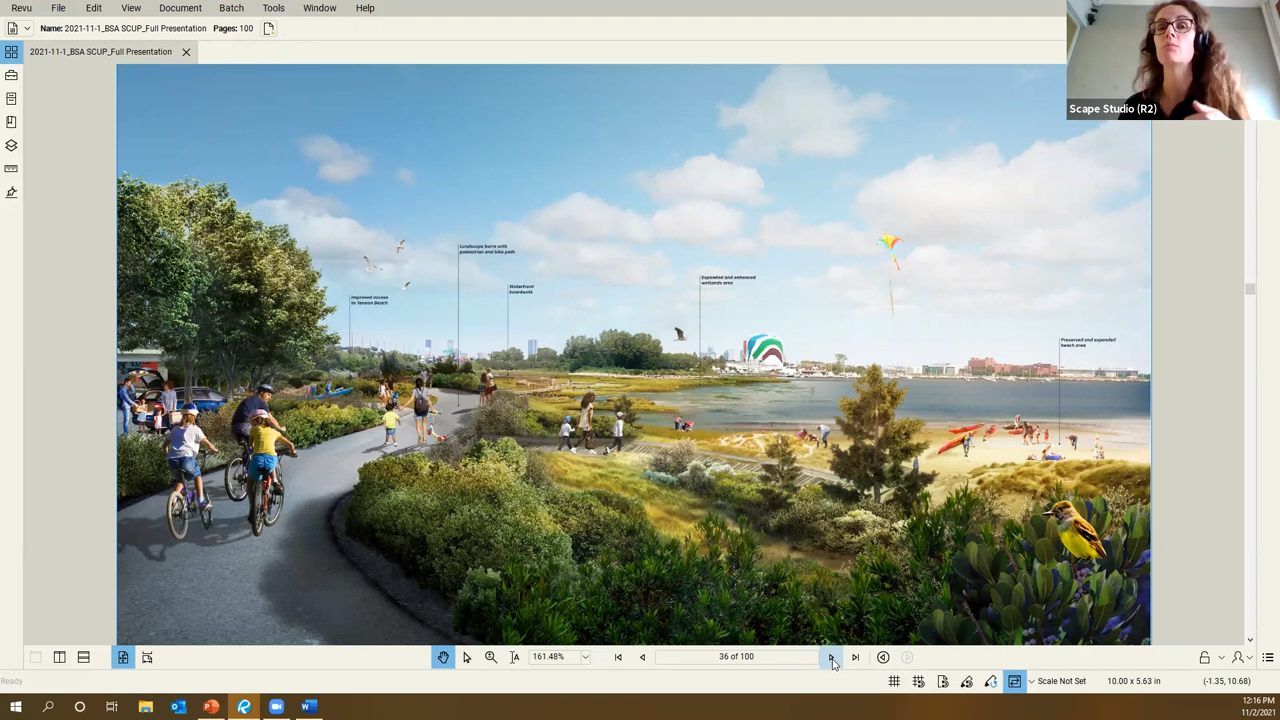 Revu File Edit View Document Batch Tools Window Help
Name: 2021-11-1_BSA SCUP_Full Presentation Pages: 100
2021-11-1_BSA SCUP_Full Presentation
Scape Studio (R2)
Landscape berm with
pedestrian and bike path
Improved access
to Tenean Beach
Waterfront
boardwalk
Expanded and enhanced
wetlands area
Preserved and expanded
beach area
161.48%
36 of 100
Ready
Scale Not Set
10.00 x 5.63 in
(-1.35, 10.68)
12:16 PM
11/2/2021